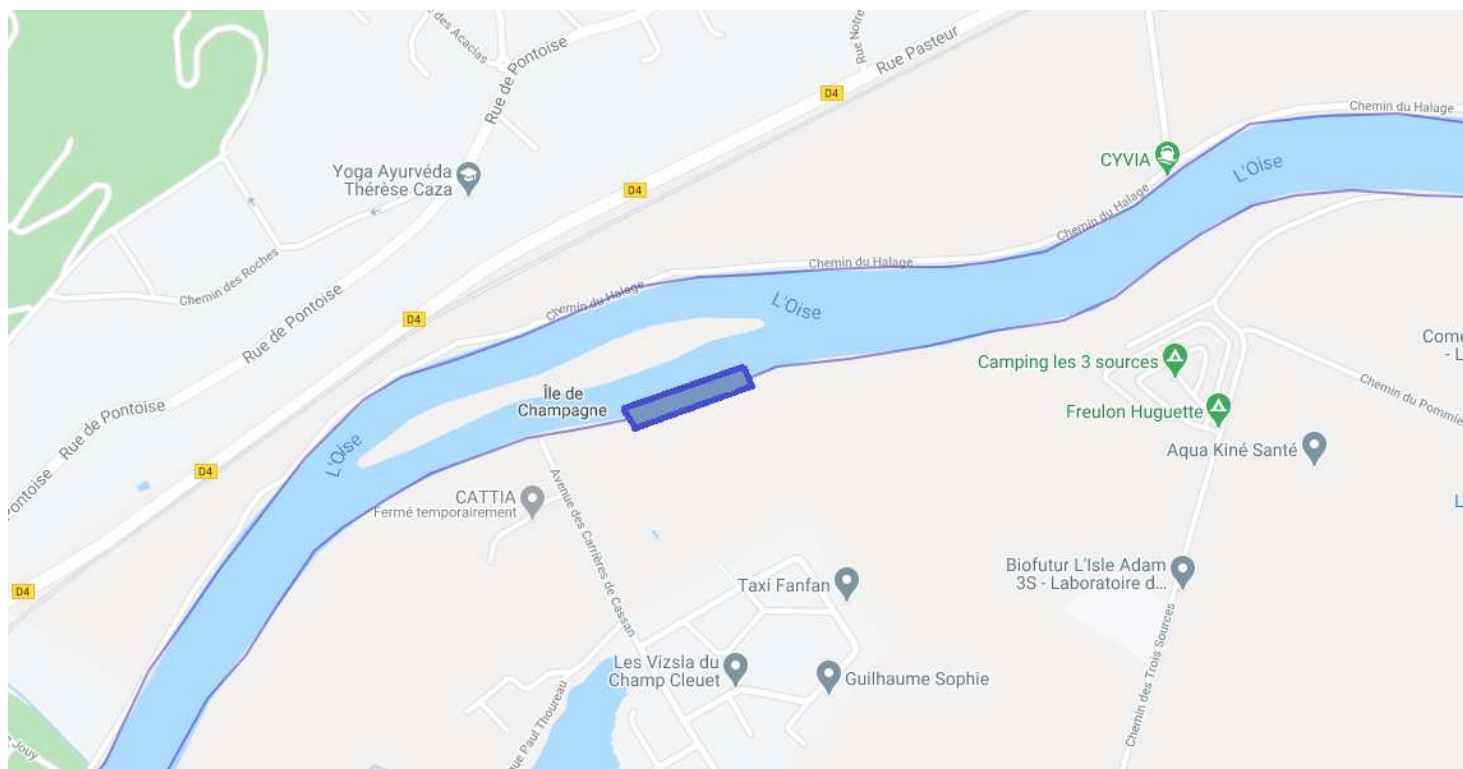 Rue des Acacias
Rue de Pontoise
Rue Pasteur
Rue Notre
D4
Chemin du Halage
CYVIA
L'Oise
Yoga Ayurvéda
Thérèse Caza
D4
Chemin du Halage
Chemin du Halage
Chemin des Roches
Chemin du Halage
L'Oise
Rue de Pontoise
D4
Come
- L
Camping les 3 sources
Île de
Champagne
Freulon Huguette
Chemin du Pommie
Rue de Pontoise
L'Oise
Aqua Kiné Santé
D4
Pontoise
CATTIA
Fermé temporairement
L
Avenue des Carrières de Cassan
Biofutur L'Isle Adam
3S - Laboratoire d...
Taxi Fanfan
D4
Les Vizsla du
Champ Cleuet
Guilhaume Sophie
Chemin des Trois Sources
ue Paul Thoureau
Jouy